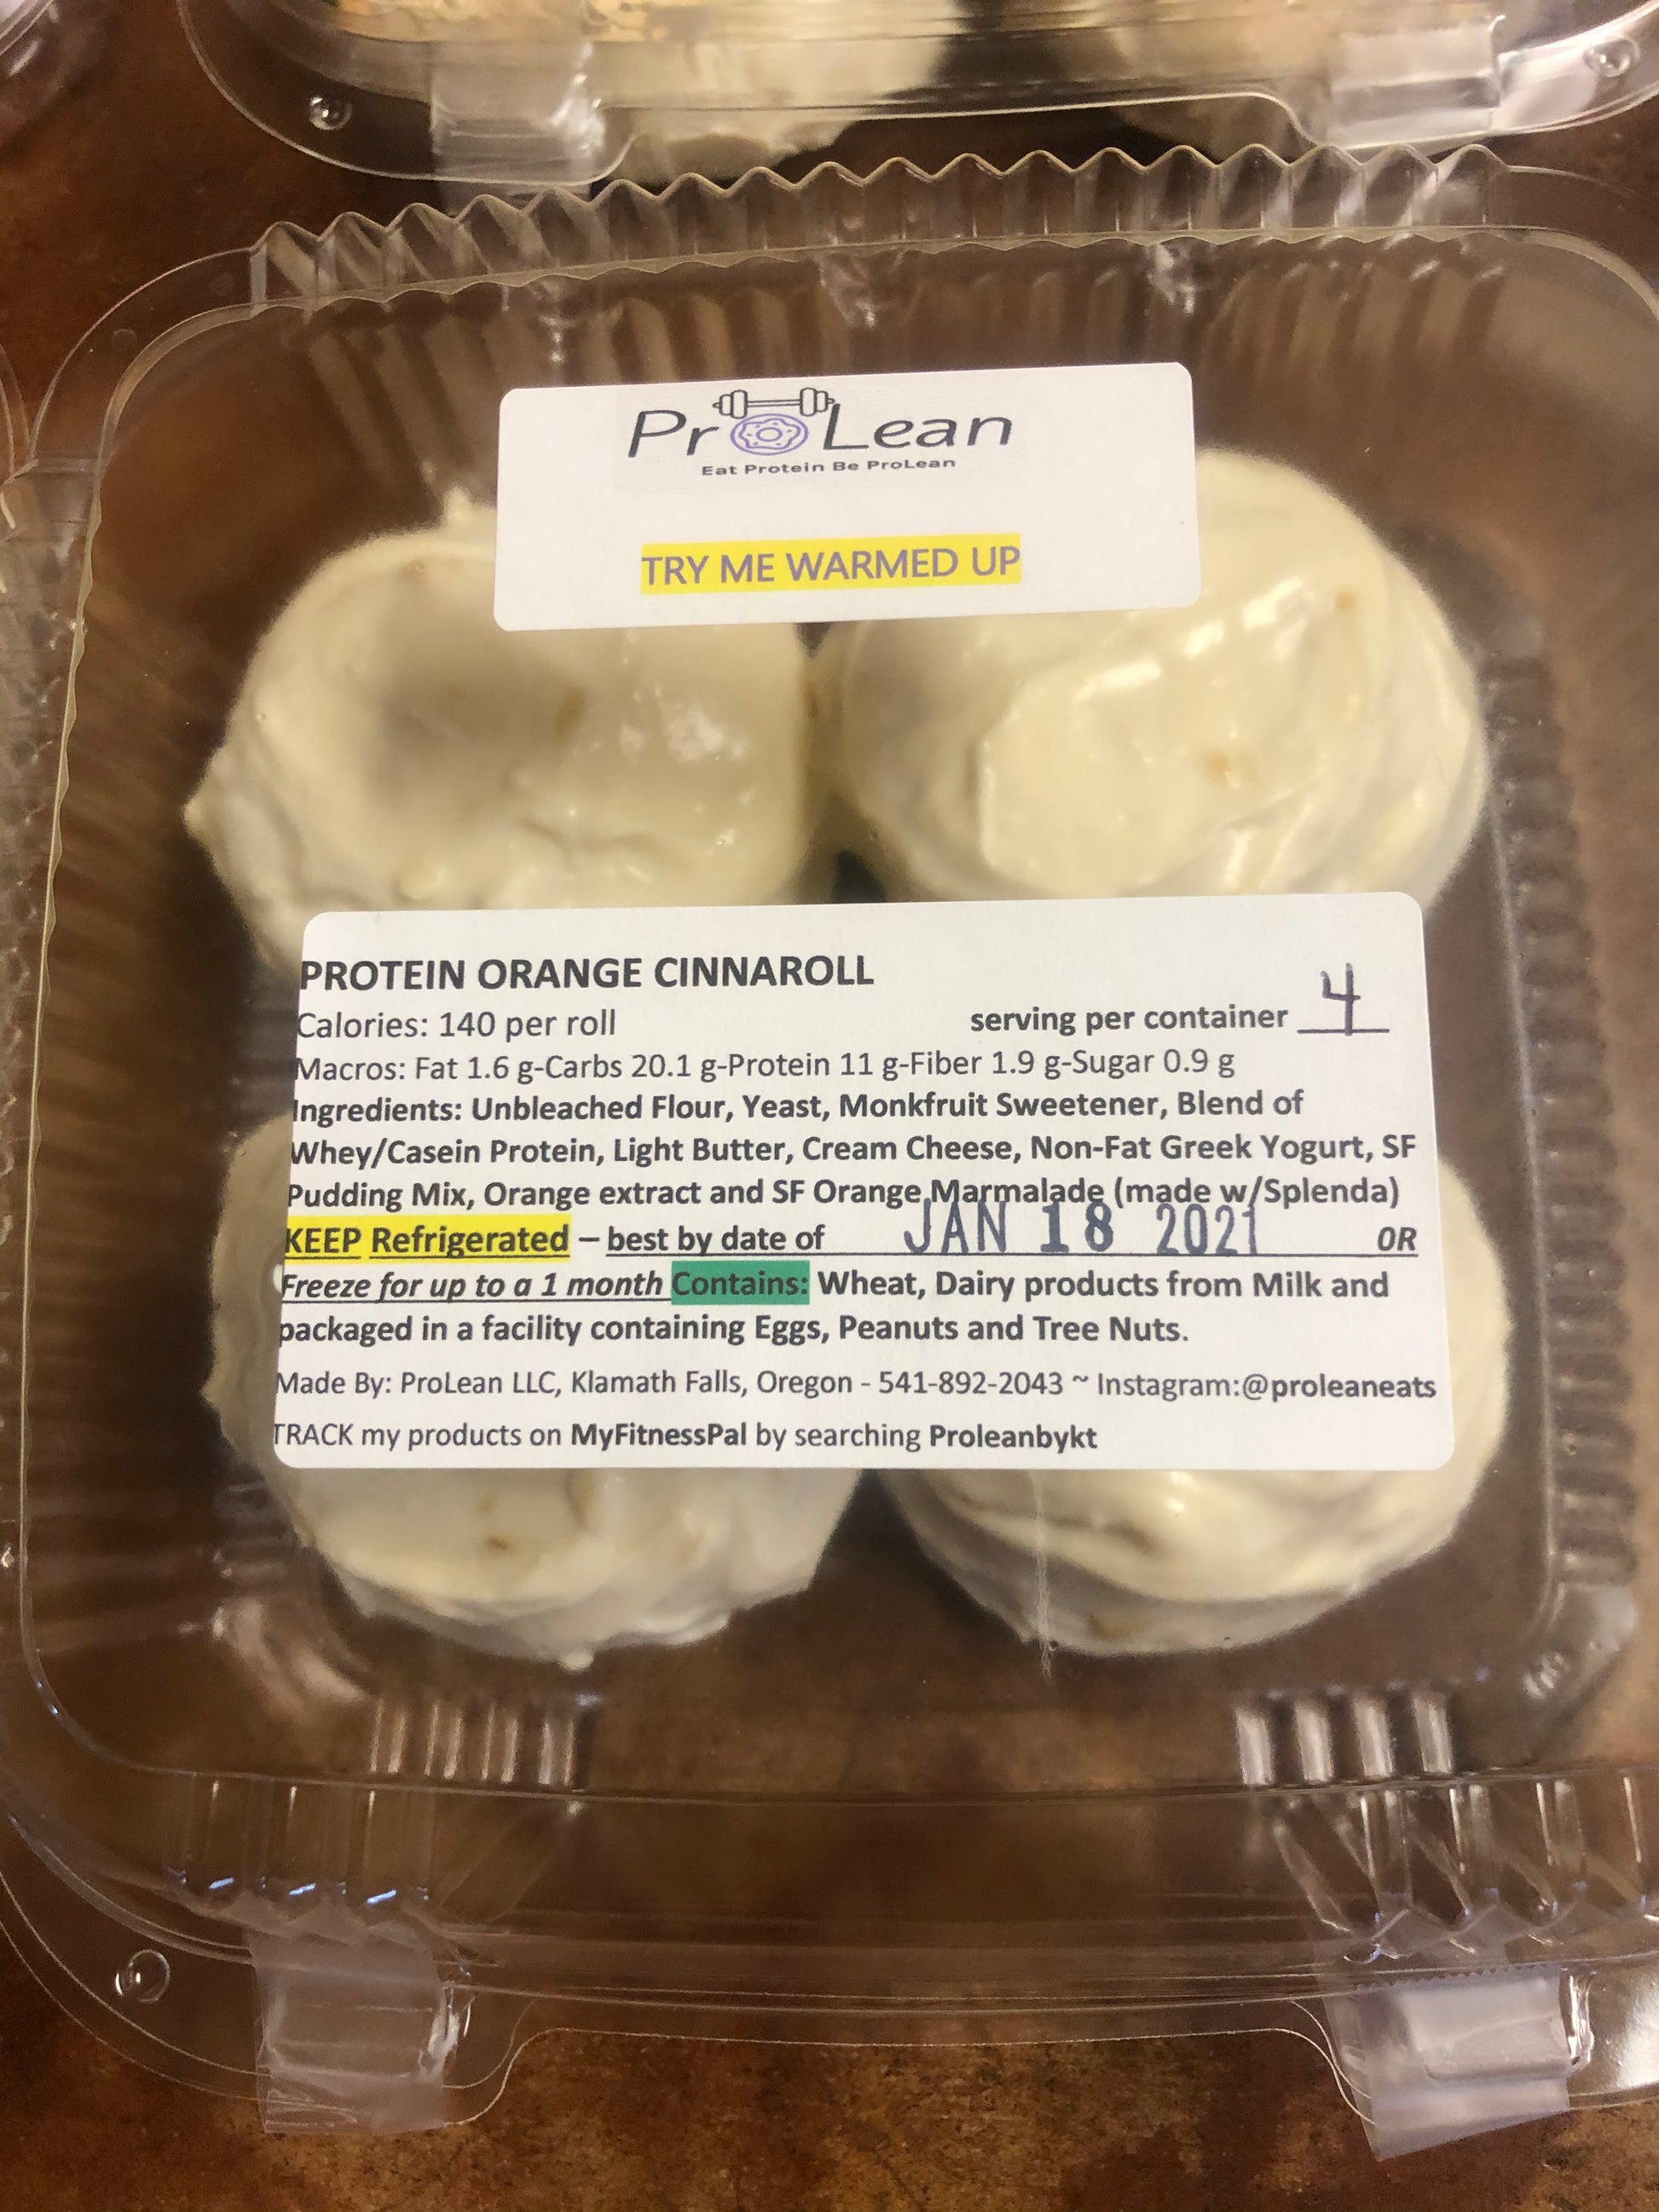 PrOLean
Eat Protein Be ProLean
TRY ME WARMED UP
PROTEIN ORANGE CINNAROLL
Calories: 140 per roll serving per container 4
Macros: Fat 1.6 g-Carbs 20.1 g-Protein 11 g-Fiber 1.9 g-Sugar 0.9 g
Ingredients: Unbleached Flour, Yeast, Monkfruit Sweetener, Blend of
Whey/Casein Protein, Light Butter, Cream Cheese, Non-Fat Greek Yogurt, SF
Pudding Mix, Orange extract and SF Orange Marmalade (made w/Splenda)
KEEP Refrigerated – best by date of JAN 18 2021 OR
Freeze for up to a 1 month Contains: Wheat, Dairy products from Milk and
packaged in a facility containing Eggs, Peanuts and Tree Nuts.
Made By: ProLean LLC, Klamath Falls, Oregon - 541-892-2043 ~ Instagram:@proleaneats
TRACK my products on MyFitnessPal by searching Proleanbykt